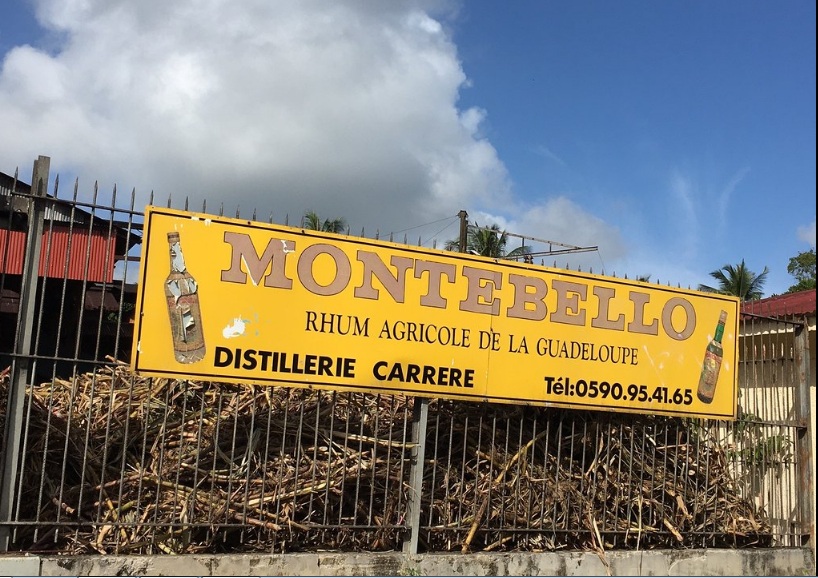 MONTEBELLO
RHUM AGRICOLE DE LA GUADELOUPE
DISTILLERIE CARRERE
Tél:0590.95.41.65